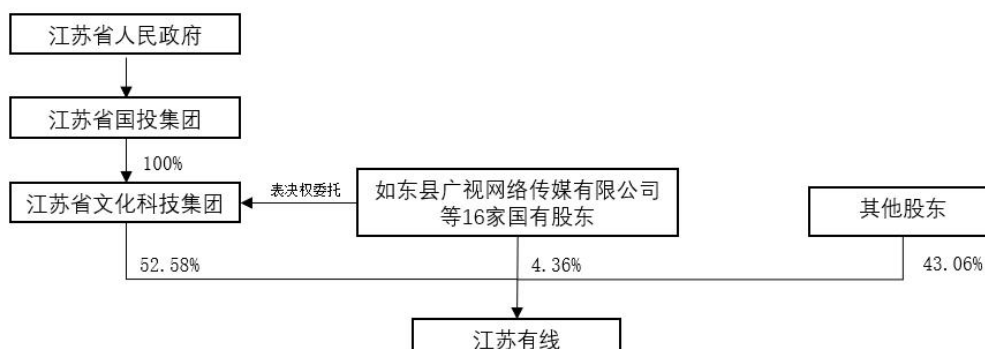 江苏省人民政府
江苏省国投集团
100%
江苏省文化科技集团
表决权委托
如东县广视网络传媒有限公司
等16家国有股东
其他股东
52.58%
4.36%
43.06%
江苏有线